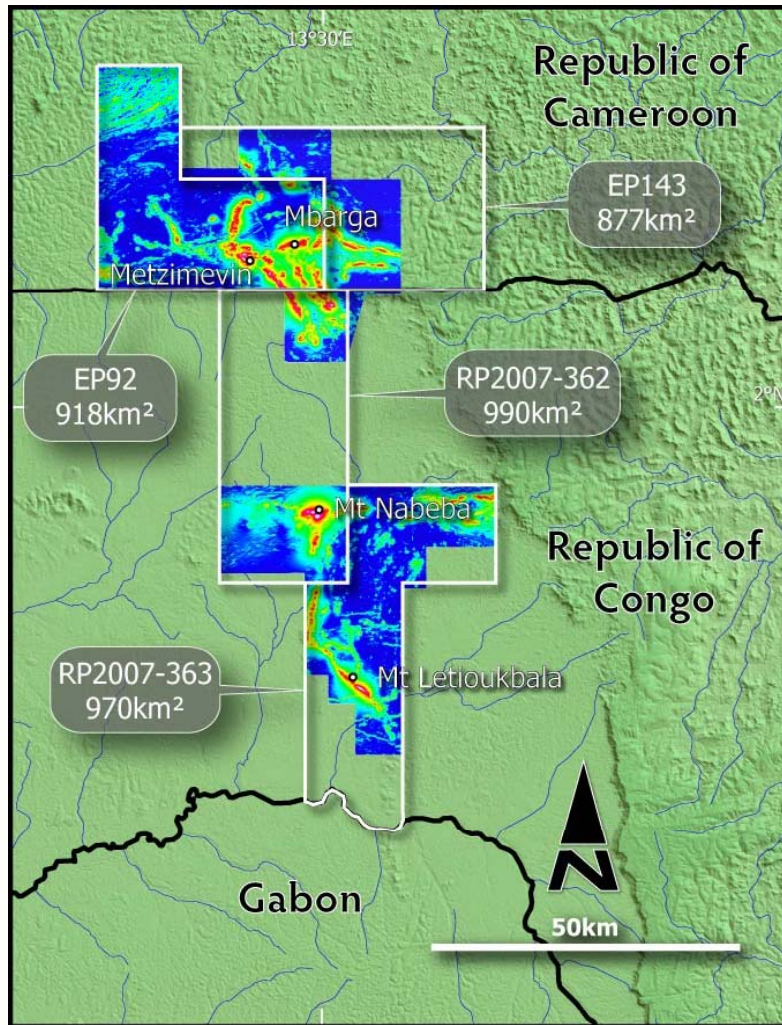 13°30'E
Republic of
Cameroon
EP143
877km²
Mbarga
Metzimevin
EP92
918km²
RP2007-362
990km²
2°N
Mt Nabeba
Republic of
Congo
RP2007-363
970km²
Mt Letioukbala
N
Gabon
50km